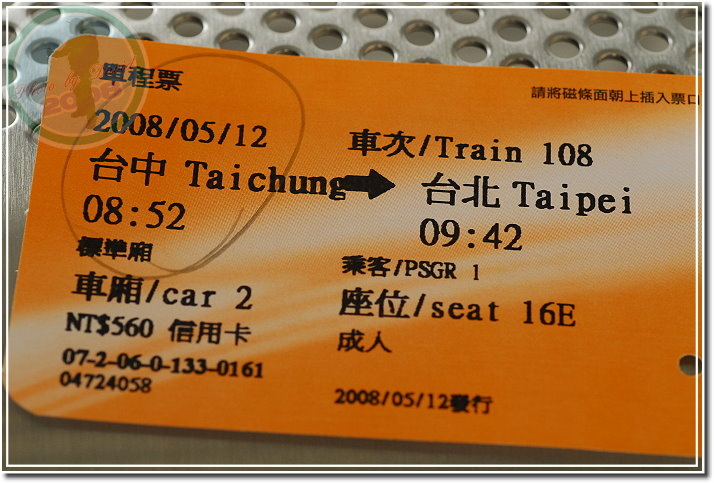 單程票
請將磁條面朝上插入票口
2008/05/12
車次/Train 108
台中 Taichung → 台北 Taipei
08:52
09:42
標準廂
乘客/PSGR 1
車廂/car 2
座位/seat 16E
NT$560 信用卡
成人
07-2-06-0-133-0161
04724058
2008/05/12發行
2008